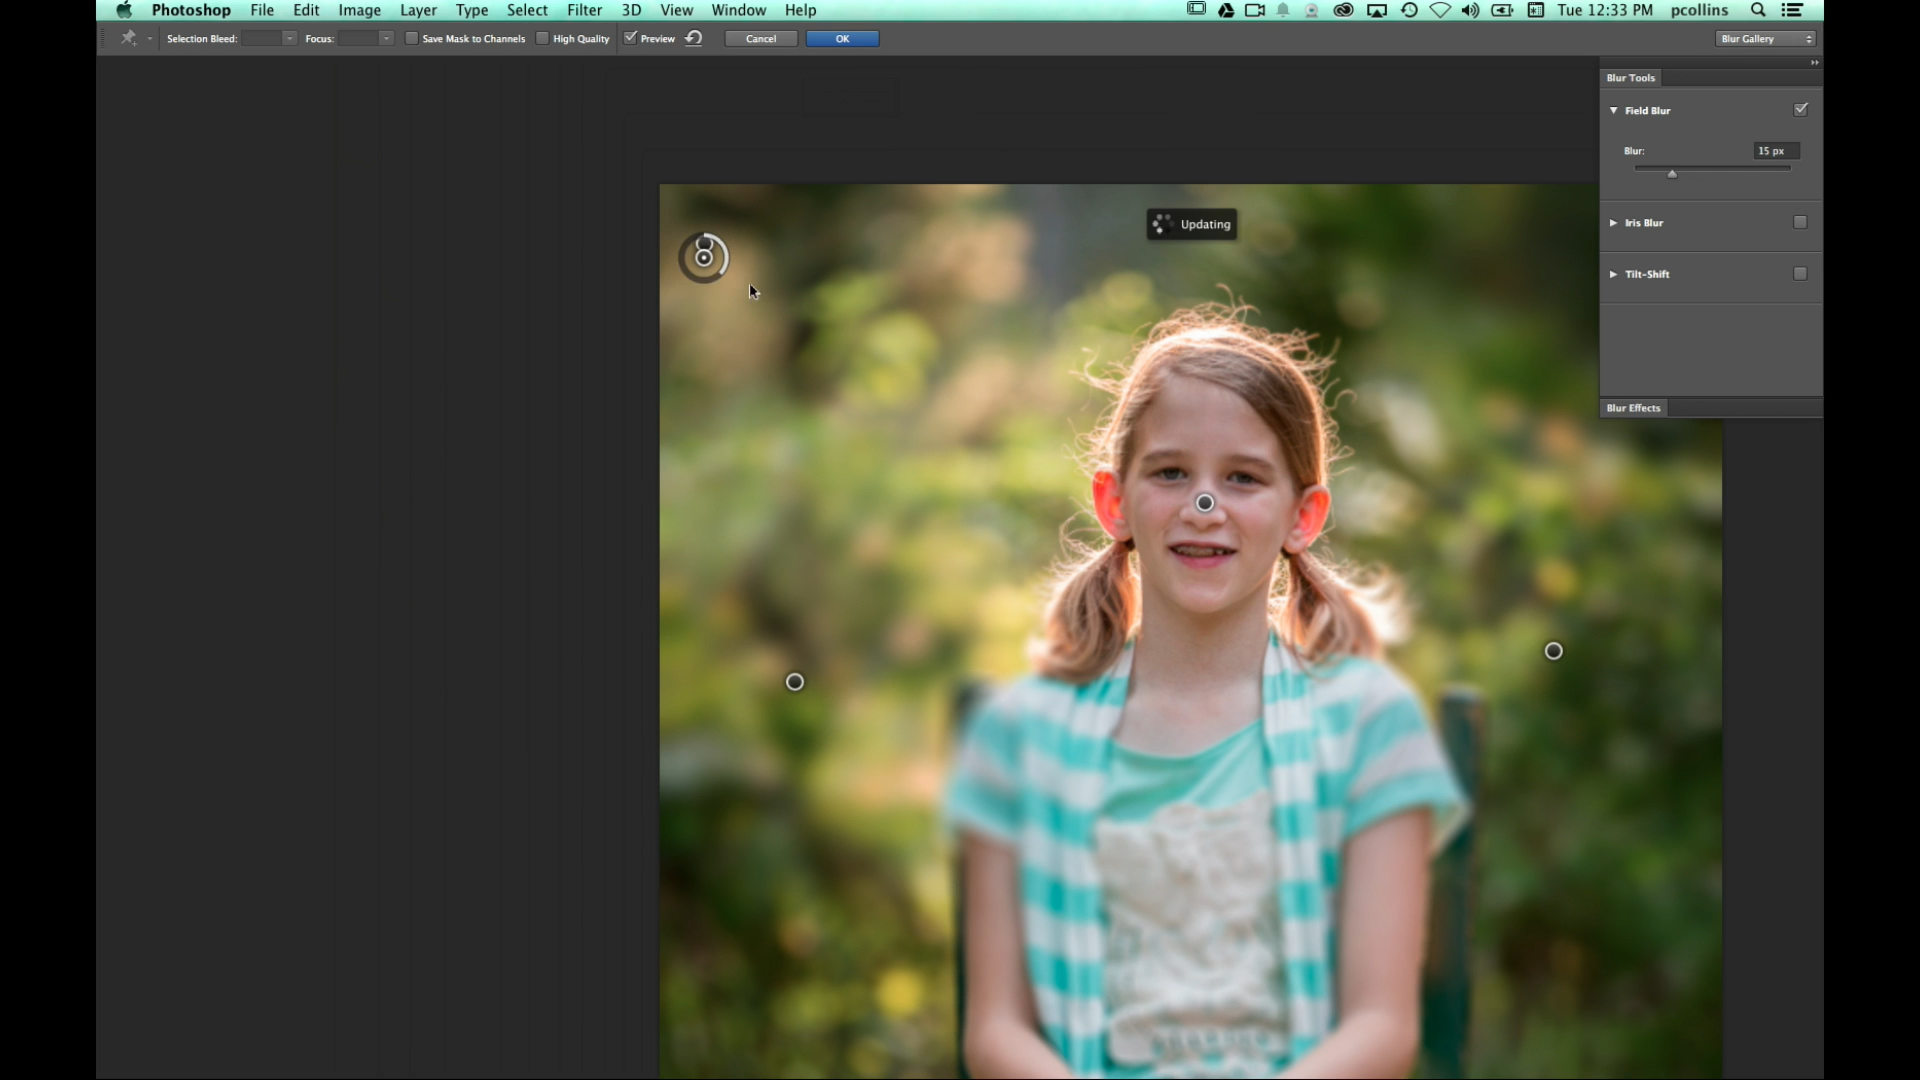 Photoshop File Edit Image Layer Type Select Filter 3D View Window Help Tue 12:33 PM pcollins
Selection Bleed: Focus: Save Mask to Channels High Quality Preview Cancel OK Blur Gallery
Blur Tools
Field Blur
Blur: 15 px
Updating
Iris Blur
Tilt-Shift
Blur Effects